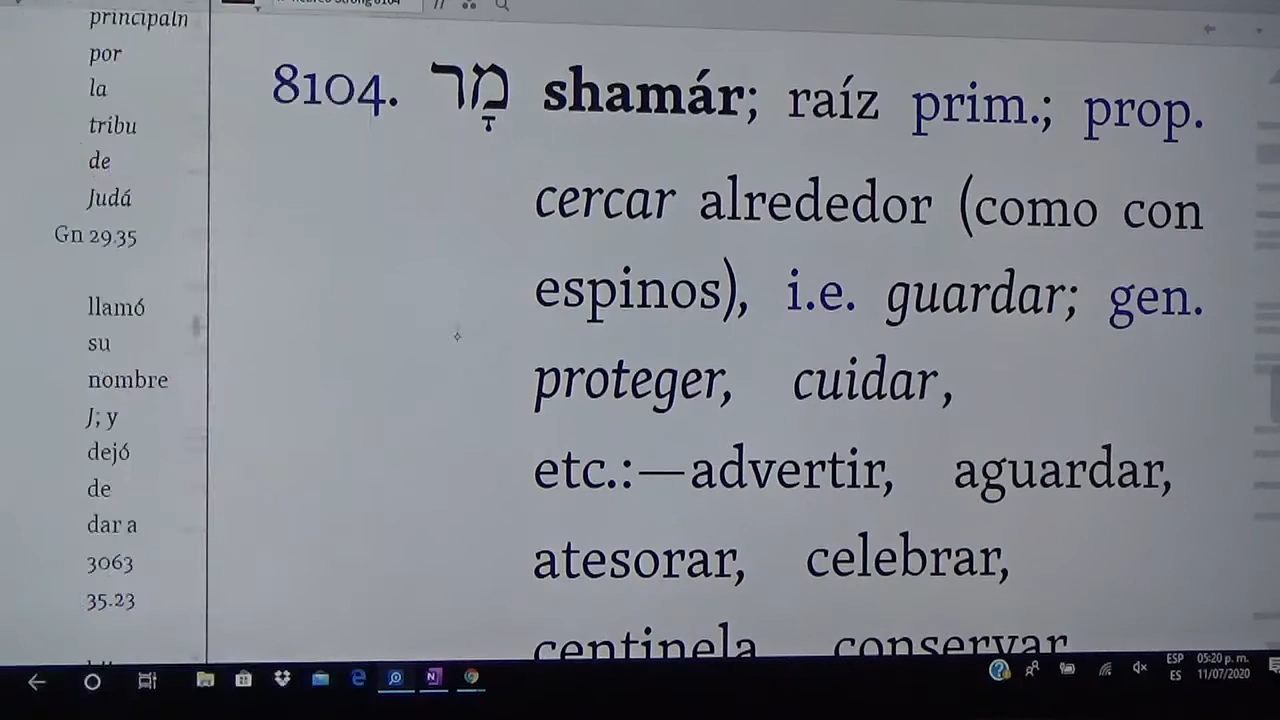 principaln
por
la
tribu
de
Judá
Gn 29.35
llamó
su
nombre
J; y
dejó
de
dar a
3063
35.23
8104. מָר shamár; raíz prim.; prop.
cercar alrededor (como con
espinos), i.e. guardar; gen.
proteger, cuidar,
etc.:—advertir, aguardar,
atesorar, celebrar,
centinela conservar
ESP 05:20 p. m.
ES 11/07/2020